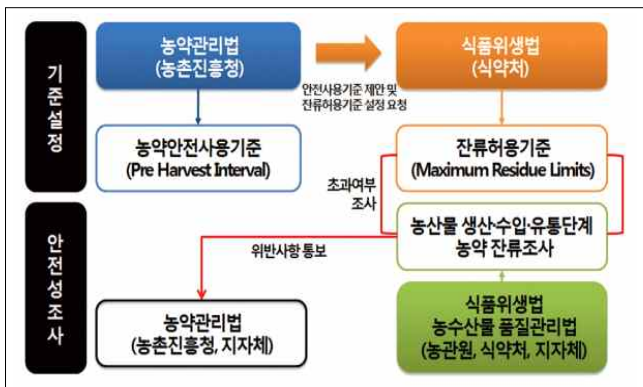 기준설정
농약관리법
(농촌진흥청)
안전사용기준 제안 및
잔류허용기준 설정 요청
식품위생법
(식약처)
농약안전사용기준
(Pre Harvest Interval)
잔류허용기준
(Maximum Residue Limits)
초과여부
조사
안전성조사
농산물 생산·수입·유통단계
농약 잔류조사
위반사항 통보
농약관리법
(농촌진흥청, 지자체)
식품위생법
농수산물 품질관리법
(농관원, 식약처, 지자체)